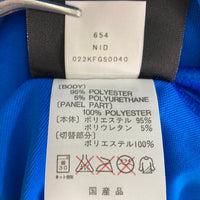 654
NID
022KFGS0040
(BODY)
95% POLYESTER
5% POLYURETHANE
[PANEL PART]
100% POLYESTER
[本体] ポリエステル 95%
ポリウレタン 5%
[切替部分]
ポリエステル100%
国産品